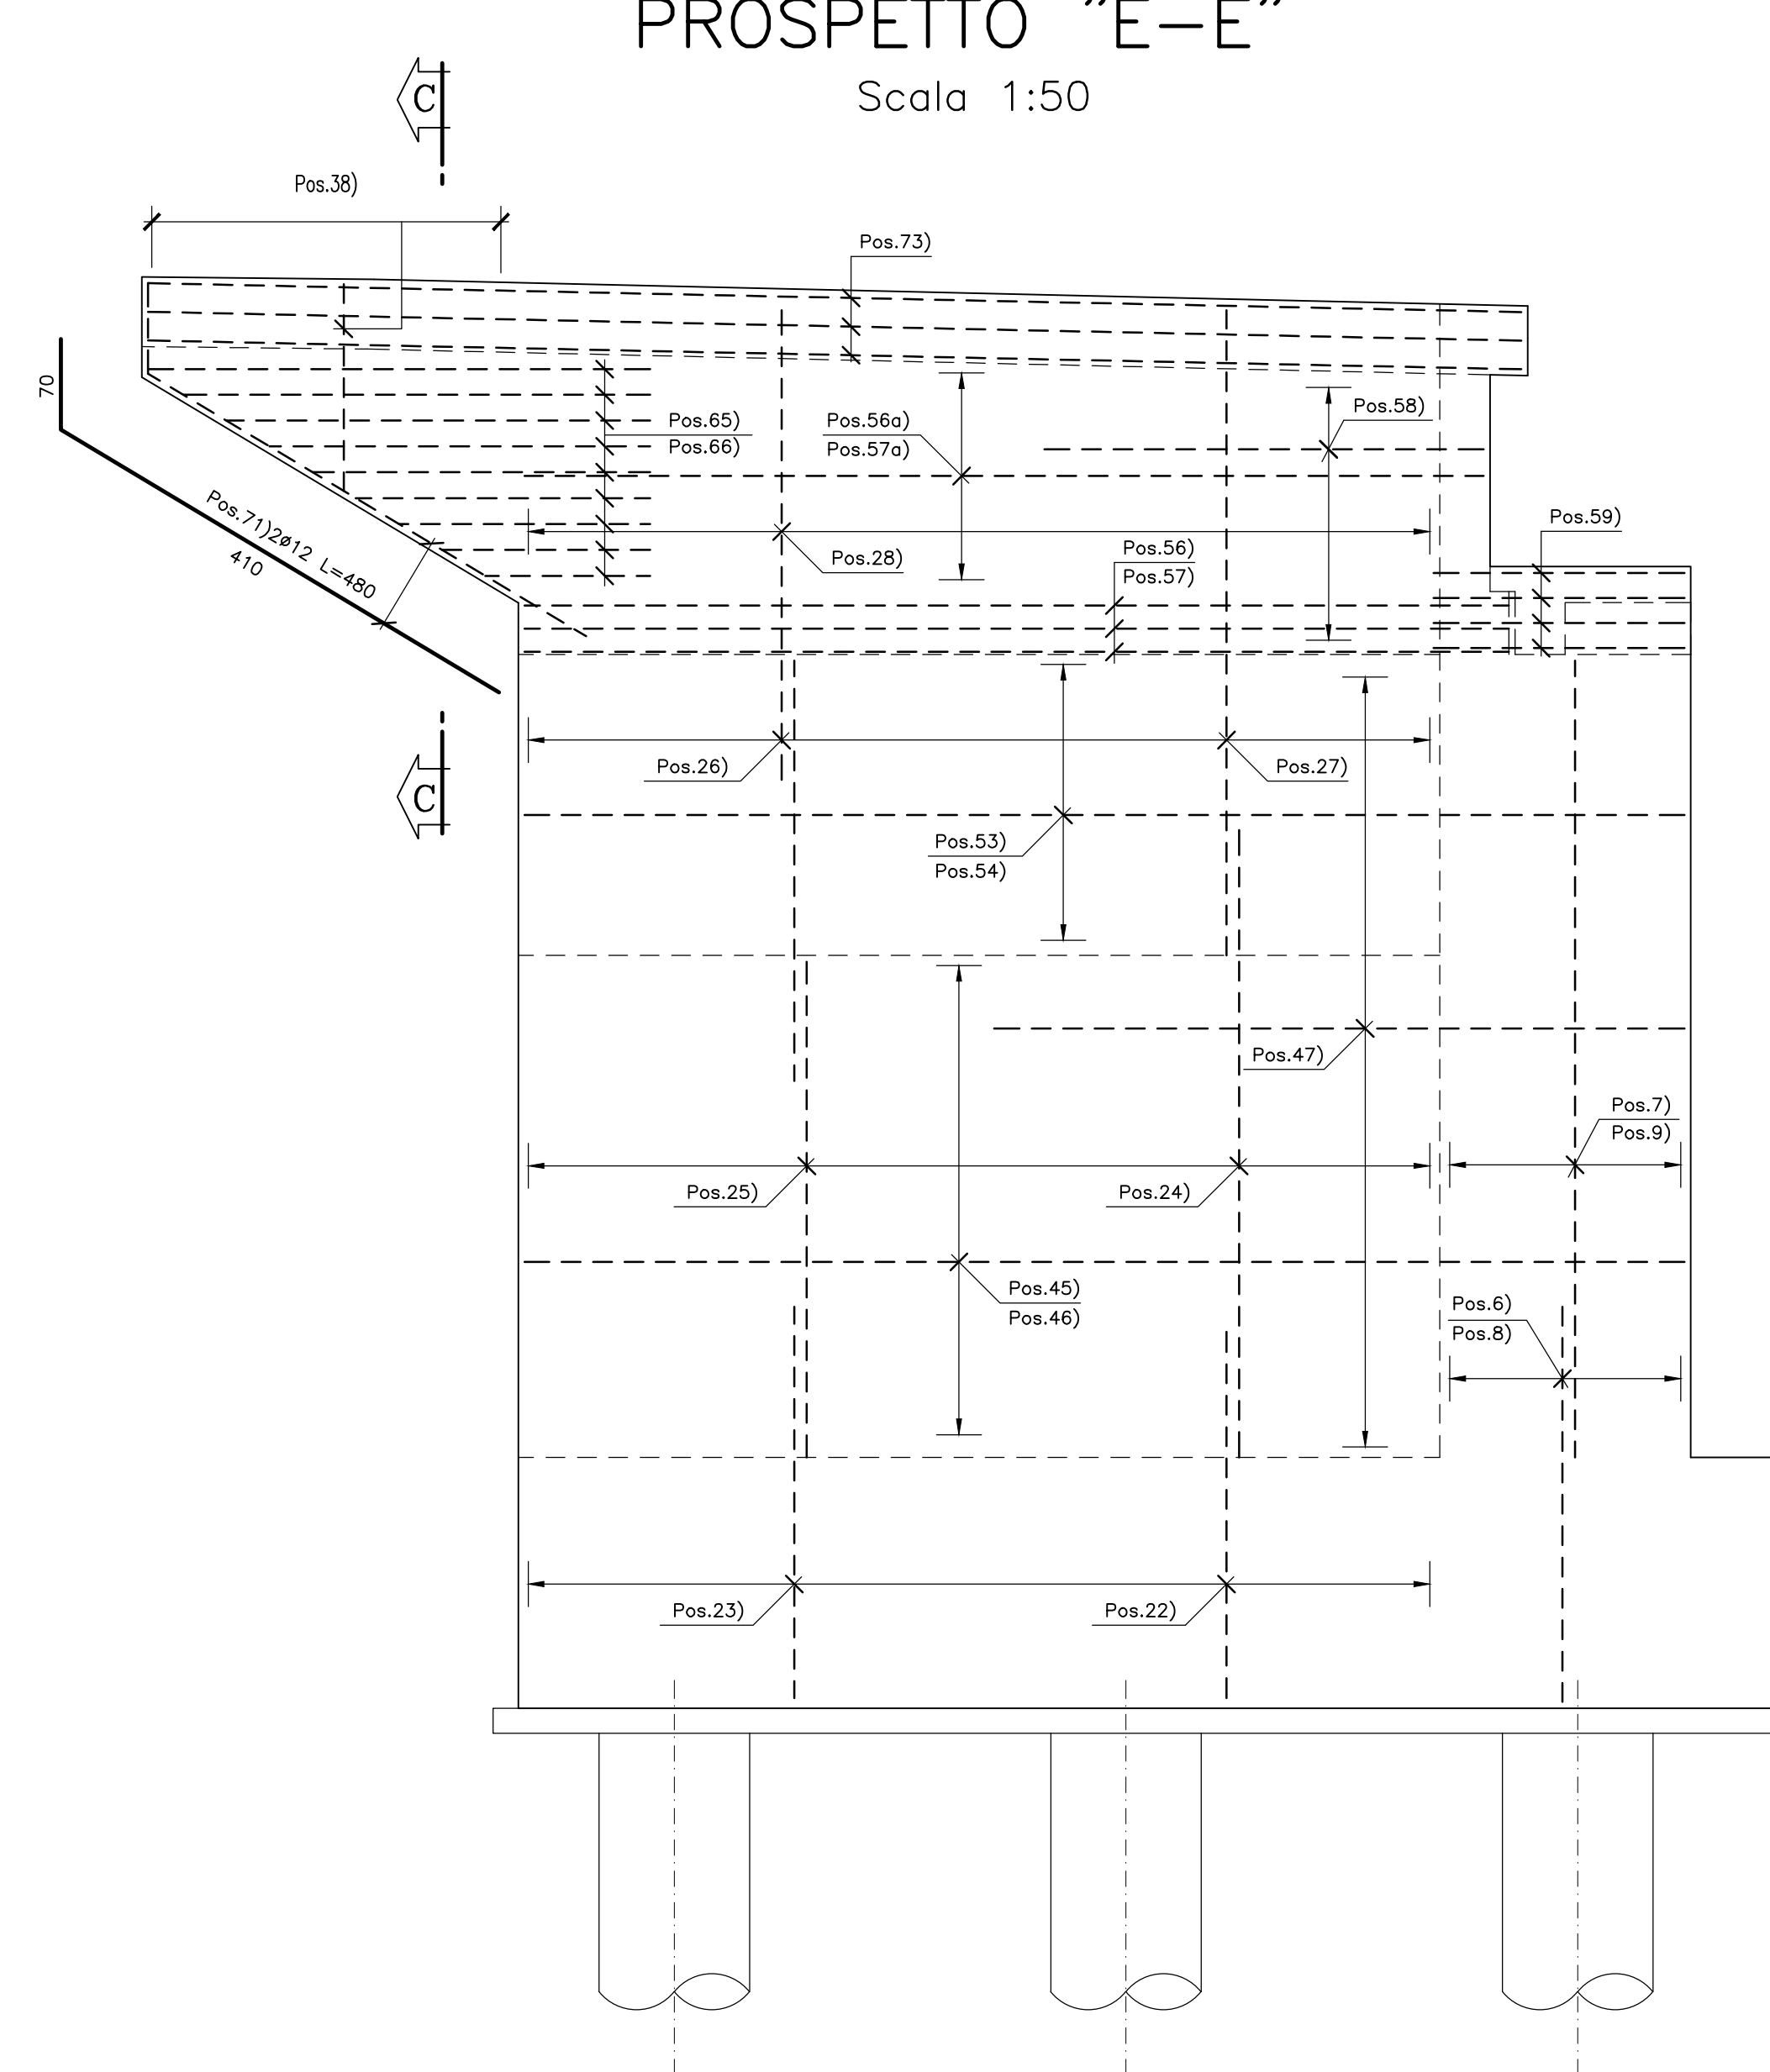 PROSPETTO "E-E"
Scala 1:50
C
Pos.38)
Pos.73)
70
Pos.65)
Pos.66)
Pos.56a)
Pos.57a)
Pos.58)
Pos.71)2ø12 L=480
410
Pos.28)
Pos.56)
Pos.57)
Pos.59)
Pos.26)
Pos.27)
C
Pos.53)
Pos.54)
Pos.47)
Pos.7)
Pos.9)
Pos.25)
Pos.24)
Pos.45)
Pos.46)
Pos.6)
Pos.8)
Pos.23)
Pos.22)